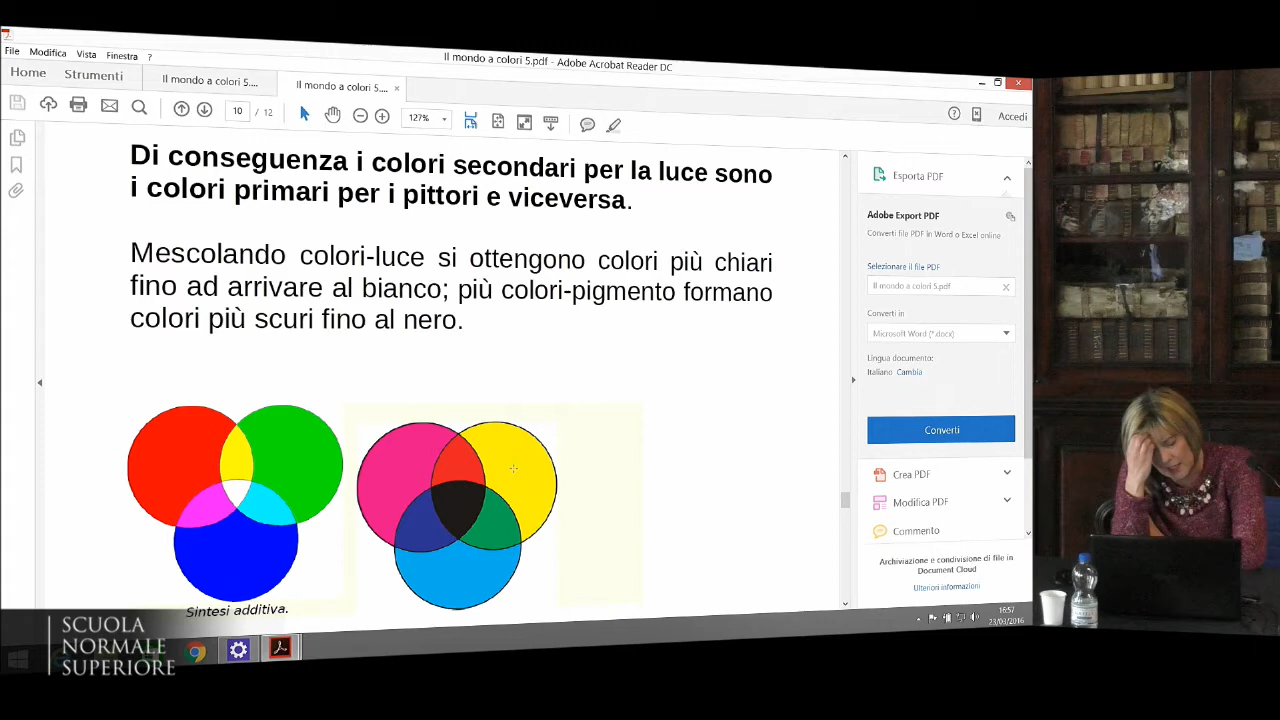 Il mondo a colori 5.pdf - Adobe Acrobat Reader DC
File Modifica Vista Finestra ?
Home Strumenti Il mondo a colori 5.... Il mondo a colori 5.... ×
10 / 12 127% Accedi
Di conseguenza i colori secondari per la luce sono
i colori primari per i pittori e viceversa.
Mescolando colori-luce si ottengono colori più chiari
fino ad arrivare al bianco; più colori-pigmento formano
colori più scuri fino al nero.
Sintesi additiva.
Esporta PDF
Adobe Export PDF
Converti file PDF in Word o Excel online
Selezionare il file PDF
Il mondo a colori 5.pdf
Converti in
Microsoft Word (*.docx)
Lingua documento:
Italiano Cambia
Converti
Crea PDF
Modifica PDF
Commento
Archiviazione e condivisione di file in
Document Cloud
Ulteriori informazioni
16:57
23/03/2016
SCUOLA
NORMALE
SUPERIORE